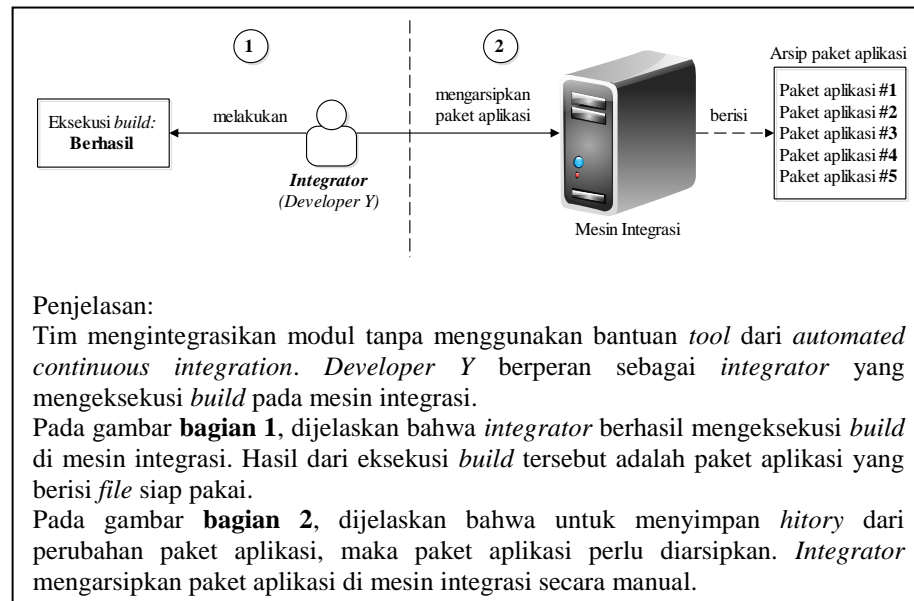 1
2
Arsip paket aplikasi
Eksekusi build:
Berhasil
melakukan
Integrator
(Developer Y)
mengarsipkan
paket aplikasi
Mesin Integrasi
berisi
Paket aplikasi #1
Paket aplikasi #2
Paket aplikasi #3
Paket aplikasi #4
Paket aplikasi #5
Penjelasan:
Tim mengintegrasikan modul tanpa menggunakan bantuan tool dari automated
continuous integration. Developer Y berperan sebagai integrator yang
mengeksekusi build pada mesin integrasi.
Pada gambar bagian 1, dijelaskan bahwa integrator berhasil mengeksekusi build
di mesin integrasi. Hasil dari eksekusi build tersebut adalah paket aplikasi yang
berisi file siap pakai.
Pada gambar bagian 2, dijelaskan bahwa untuk menyimpan hitory dari
perubahan paket aplikasi, maka paket aplikasi perlu diarsipkan. Integrator
mengarsipkan paket aplikasi di mesin integrasi secara manual.